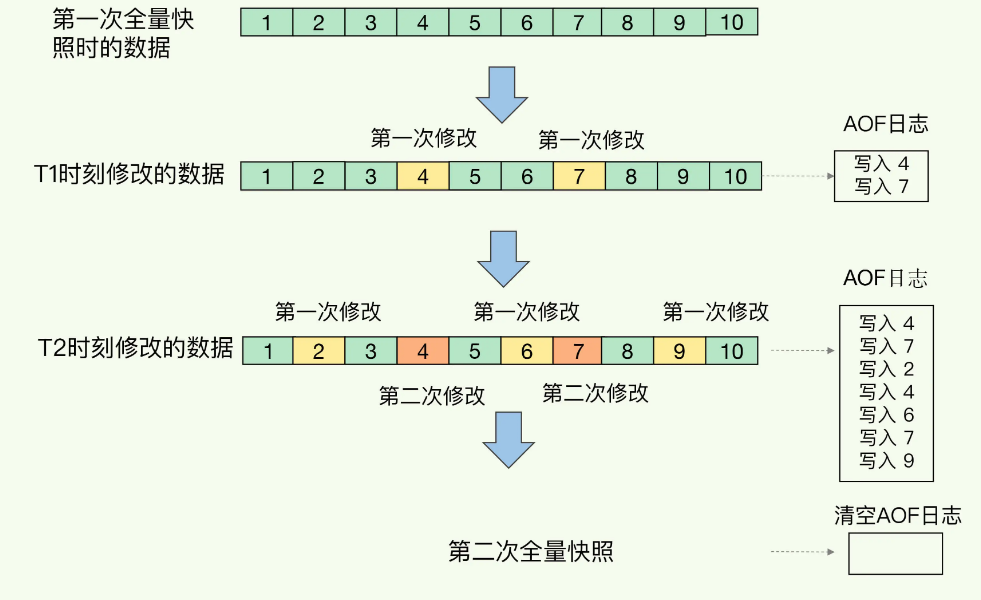 第一次全量快
照时的数据
1 2 3 4 5 6 7 8 9 10
第一次修改 第一次修改
AOF日志
T1时刻修改的数据
1 2 3 4 5 6 7 8 9 10
写入 4
写入 7
AOF日志
第一次修改 第一次修改 第一次修改
T2时刻修改的数据
1 2 3 4 5 6 7 8 9 10
写入 4
写入 7
写入 2
写入 4
写入 6
写入 7
写入 9
第二次修改 第二次修改
清空AOF日志
第二次全量快照